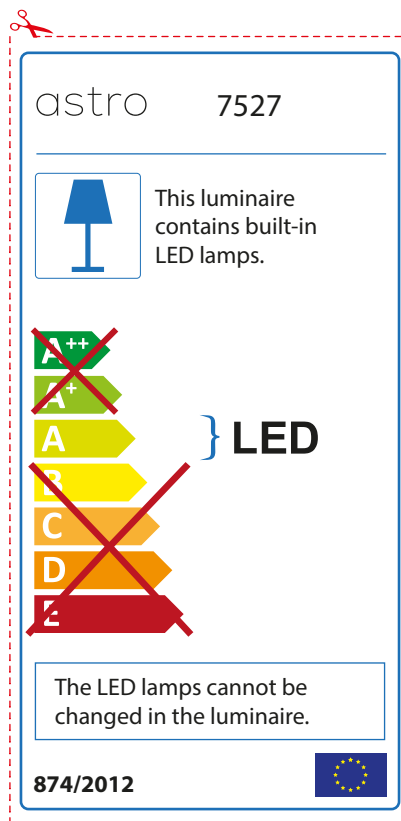 astro 7527
This luminaire
contains built-in
LED lamps.
A++
A+
A
} LED
B
C
D
E
The LED lamps cannot be
changed in the luminaire.
874/2012